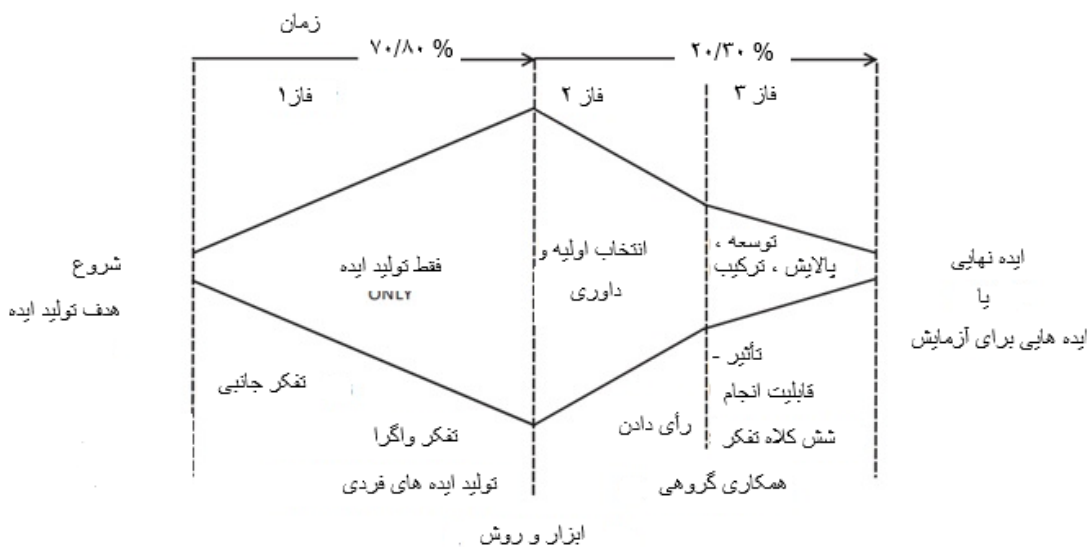 زمان
۷۰/۸۰ %
۲۰/۳۰ %
فاز۱
فاز ۲
فاز ۳
شروع
هدف تولید ایده
فقط تولید ایده
ONLY
انتخاب اولیه و
داوری
توسعه ،
پالایش ، ترکیب
ایده نهایی
یا
ایده هایی برای آزمایش
تفکر جانبی
تفکر واگرا
تولید ایده های فردی
رأی دادن
تأثیر -
قابلیت انجام
شش کلاه تفکر :
همکاری گروهی
ابزار و روش